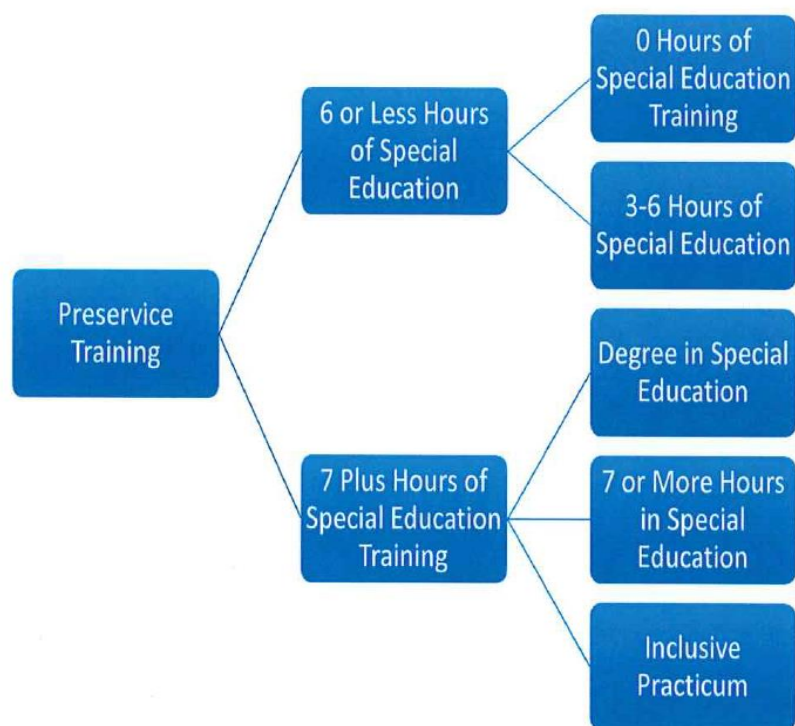 Preservice
Training
6 or Less Hours
of Special
Education
0 Hours of
Special Education
Training
3-6 Hours of
Special Education
7 Plus Hours of
Special Education
Training
Degree in Special
Education
7 or More Hours
in Special
Education
Inclusive
Practicum